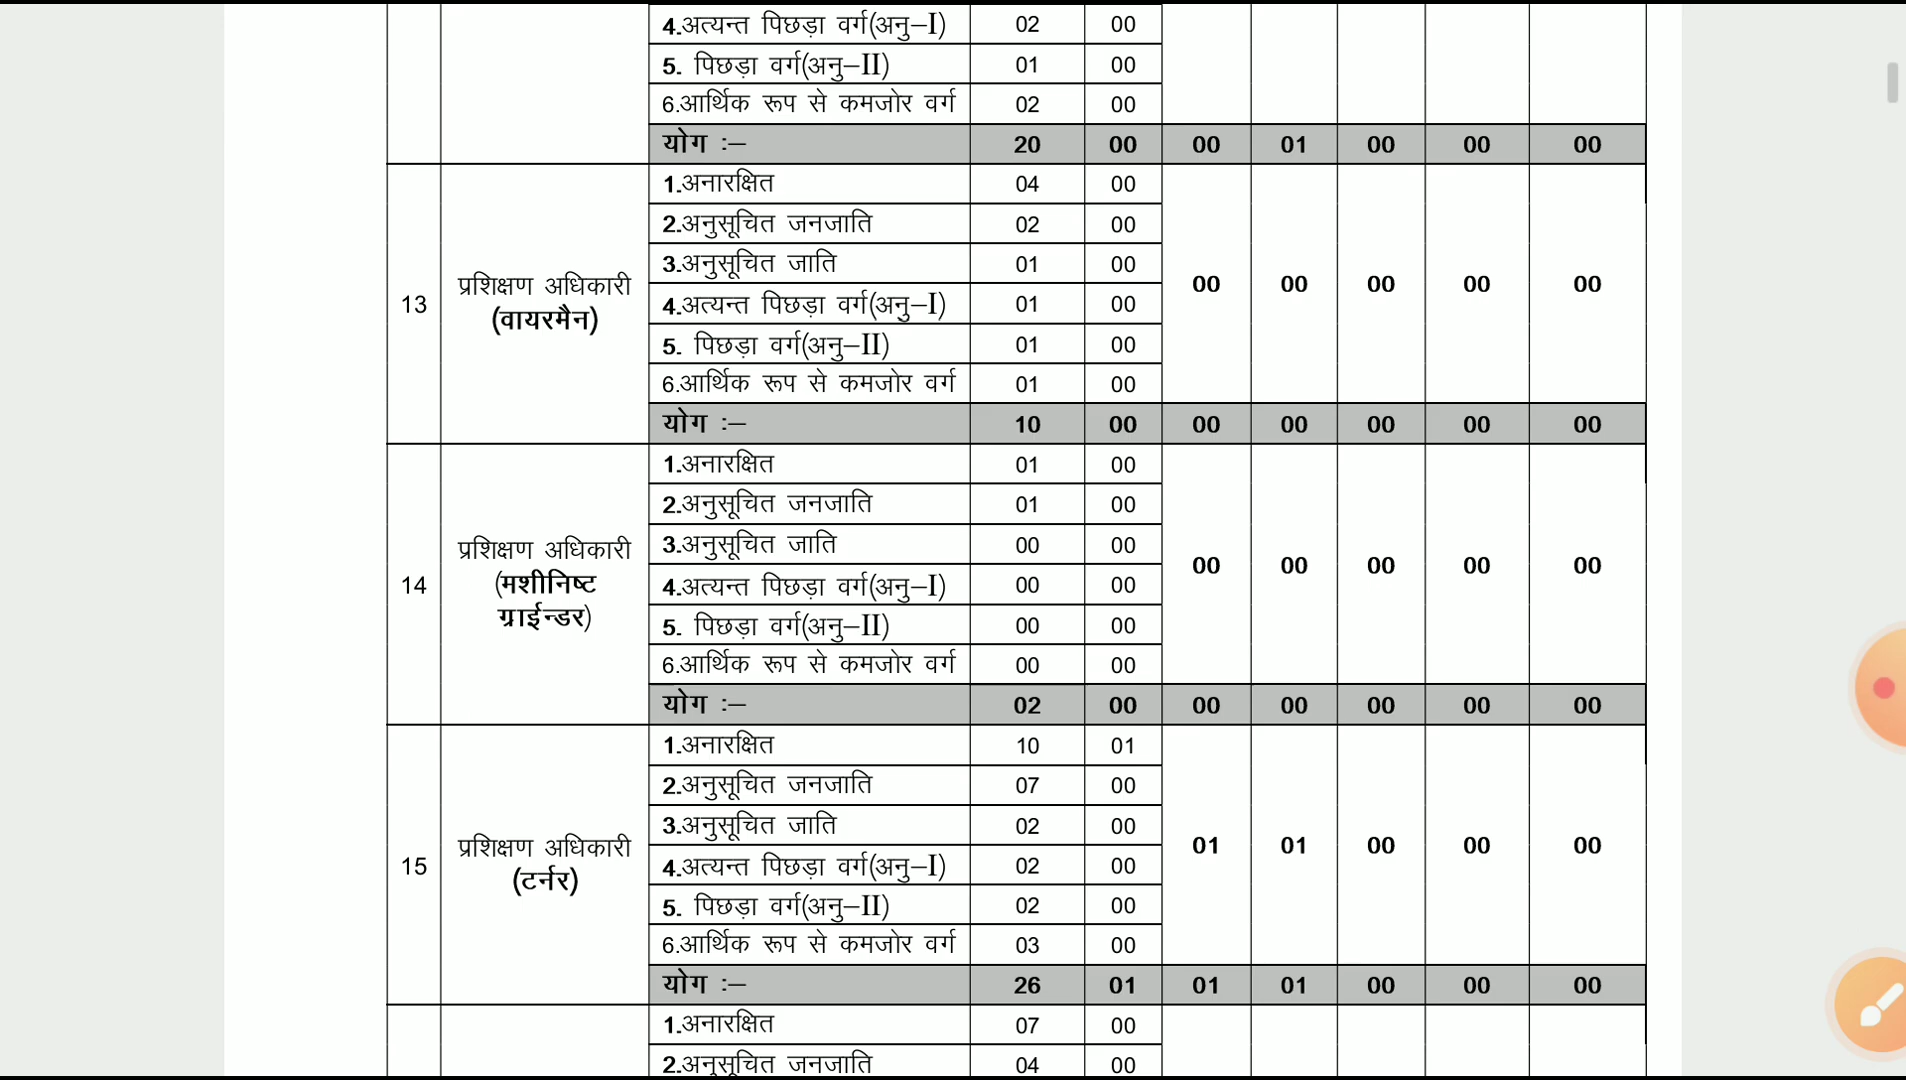 4.अत्यन्त पिछड़ा वर्ग(अनु–I) 02 00
5. पिछड़ा वर्ग(अनु–II) 01 00
6.आर्थिक रूप से कमजोर वर्ग 02 00
योग :– 20 00 00 01 00 00 00
1.अनारक्षित 04 00
2.अनुसूचित जनजाति 02 00
3.अनुसूचित जाति 01 00
13 प्रशिक्षण अधिकारी
(वायरमैन)
00 00 00 00 00
4.अत्यन्त पिछड़ा वर्ग(अनु–I) 01 00
5. पिछड़ा वर्ग(अनु–II) 01 00
6.आर्थिक रूप से कमजोर वर्ग 01 00
योग :– 10 00 00 00 00 00 00
1.अनारक्षित 01 00
2.अनुसूचित जनजाति 01 00
3.अनुसूचित जाति 00 00
14 प्रशिक्षण अधिकारी
(मशीनिष्ट
ग्राईन्डर)
00 00 00 00 00
4.अत्यन्त पिछड़ा वर्ग(अनु–I) 00 00
5. पिछड़ा वर्ग(अनु–II) 00 00
6.आर्थिक रूप से कमजोर वर्ग 00 00
योग :– 02 00 00 00 00 00 00
1.अनारक्षित 10 01
2.अनुसूचित जनजाति 07 00
3.अनुसूचित जाति 02 00
15 प्रशिक्षण अधिकारी
(टर्नर)
01 01 00 00 00
4.अत्यन्त पिछड़ा वर्ग(अनु–I) 02 00
5. पिछड़ा वर्ग(अनु–II) 02 00
6.आर्थिक रूप से कमजोर वर्ग 03 00
योग :– 26 01 01 01 00 00 00
1.अनारक्षित 07 00
2.अनुसूचित जनजाति 04 00